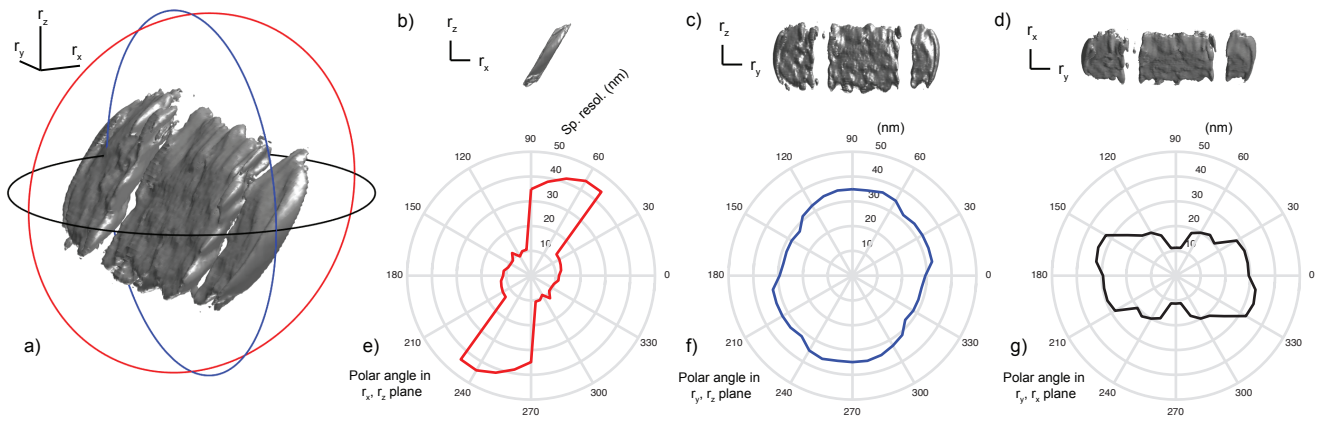 r_z
r_y
r_x
a)
b)
r_z
r_x
c)
r_z
r_y
d)
r_x
r_y
Sp. resol. (nm)
90
50
60
120
40
30
20
10
150
30
180
0
210
330
240
300
270
e)
Polar angle in
r_x, r_z plane
(nm)
90
50
60
120
40
30
20
10
150
30
180
0
210
330
240
300
270
f)
Polar angle in
r_y, r_z plane
(nm)
90
50
60
120
40
30
20
10
150
30
180
0
210
330
240
300
270
g)
Polar angle in
r_y, r_x plane